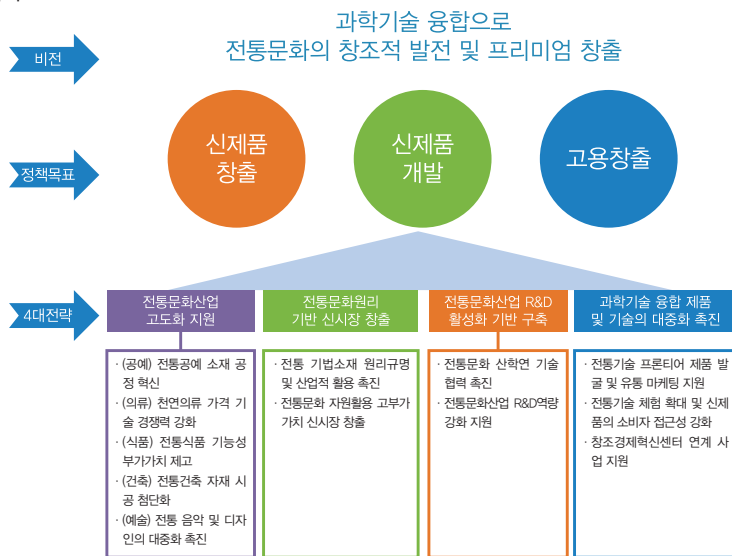 과학기술 융합으로
전통문화의 창조적 발전 및 프리미엄 창출
비전
신제품
창출
신제품
개발
고용창출
정책목표
4대전략
전통문화산업
고도화 지원
· (공예) 전통공예 소재 공
정 혁신
· (의류) 천연의류 가격 기
술 경쟁력 강화
· (식품) 전통식품 기능성
부가가치 제고
· (건축) 전통건축 자재 시
공 첨단화
· (예술) 전통 음악 및 디자
인의 대중화 촉진
전통문화원리
기반 신시장 창출
· 전통 기법소재 원리규명
및 산업적 활용 촉진
· 전통문화 자원활용 고부가
가치 신시장 창출
전통문화산업 R&D
활성화 기반 구축
· 전통문화 산학연 기술
협력 촉진
· 전통문화산업 R&D역량
강화 지원
과학기술 융합 제품
및 기술의 대중화 촉진
· 전통기술 프론티어 제품 발
굴 및 유통 마케팅 지원
· 전통기술 체험 확대 및 신제
품의 소비자 접근성 강화
· 창조경제혁신센터 연계 사
업 지원